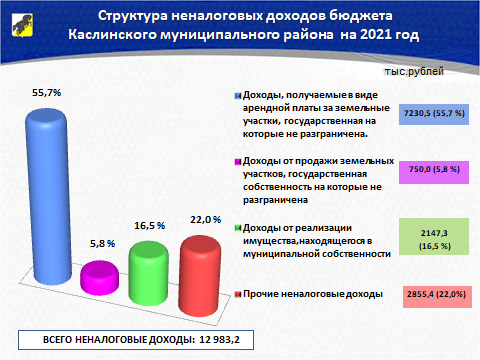 Структура неналоговых доходов бюджета
Каслинского муниципального района на 2021 год
тыс.рублей
55,7%
5,8 %
16,5 %
22,0 %
Доходы, получаемые в виде
арендной платы за земельные
участки, государственная на
которые не разграничена.
7230,5 (55,7 %)
Доходы от продажи земельных
участков, государственная
собственность на которые не
разграничена
750,0 (5,8 %)
Доходы от реализации
имущества,находящегося в
муниципальной собственности
2147,3
(16,5 %)
Прочие неналоговые доходы
2855,4 (22,0%)
ВСЕГО НЕНАЛОГОВЫЕ ДОХОДЫ: 12 983,2